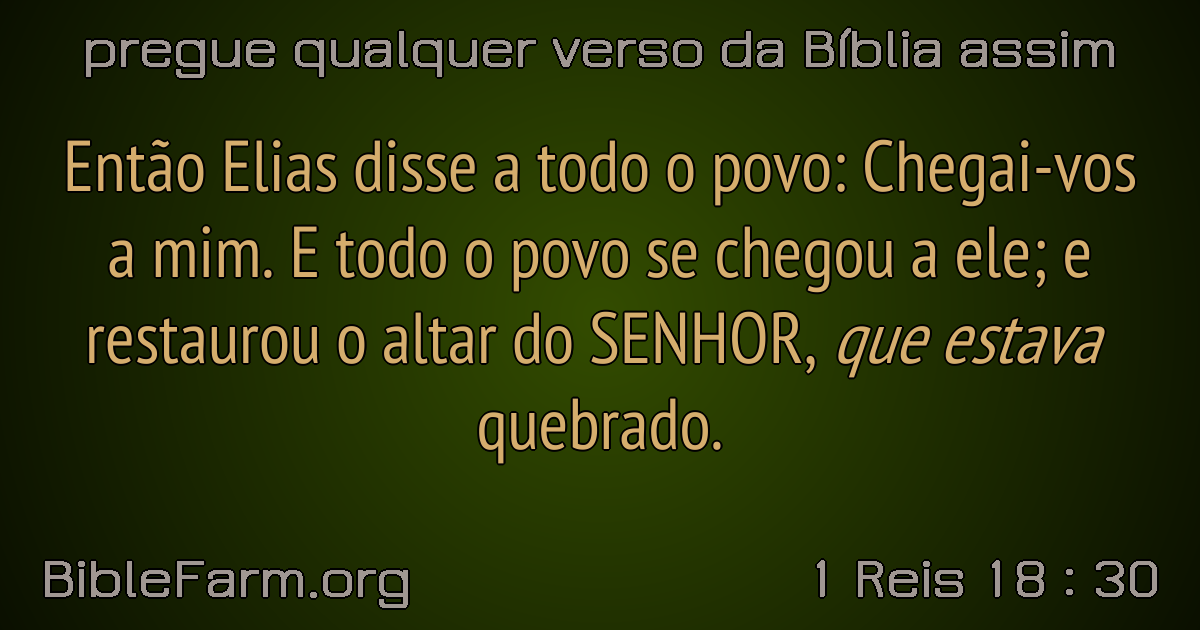 pregue qualquer verso da Bíblia assim
Então Elias disse a todo o povo: Chegai-vos
a mim. E todo o povo se chegou a ele; e
restaurou o altar do SENHOR, que estava
quebrado.
BibleFarm.org
1 Reis 18 : 30